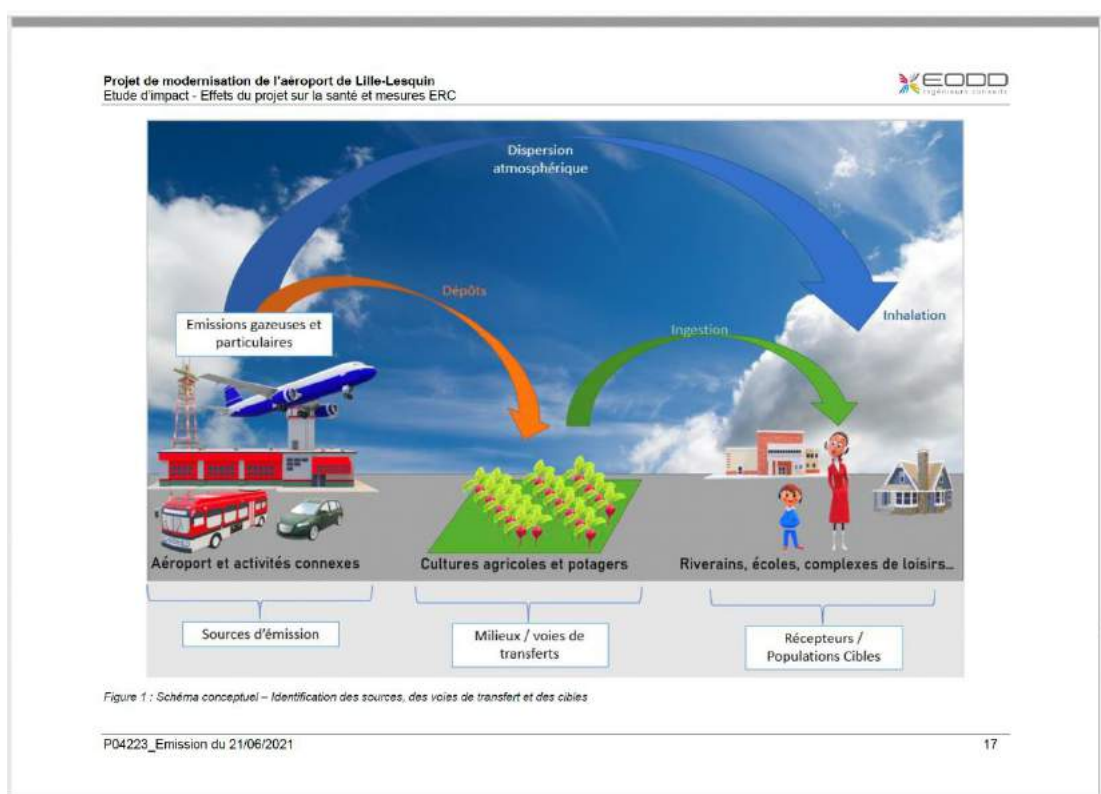 Projet de modernisation de l'aéroport de Lille-Lesquin
Etude d'impact - Effets du projet sur la santé et mesures ERC
EODD
ingénieurs conseils
Dispersion
atmosphérique
Dépôts
Emissions gazeuses et
particulaires
Ingestion
Inhalation
Aéroport et activités connexes
Cultures agricoles et potagers
Riverains, écoles, complexes de loisirs…
Sources d'émission
Milieux / voies de
transferts
Récepteurs /
Populations Cibles
Figure 1 : Schéma conceptuel – Identification des sources, des voies de transfert et des cibles
P04223_Emission du 21/06/2021
17